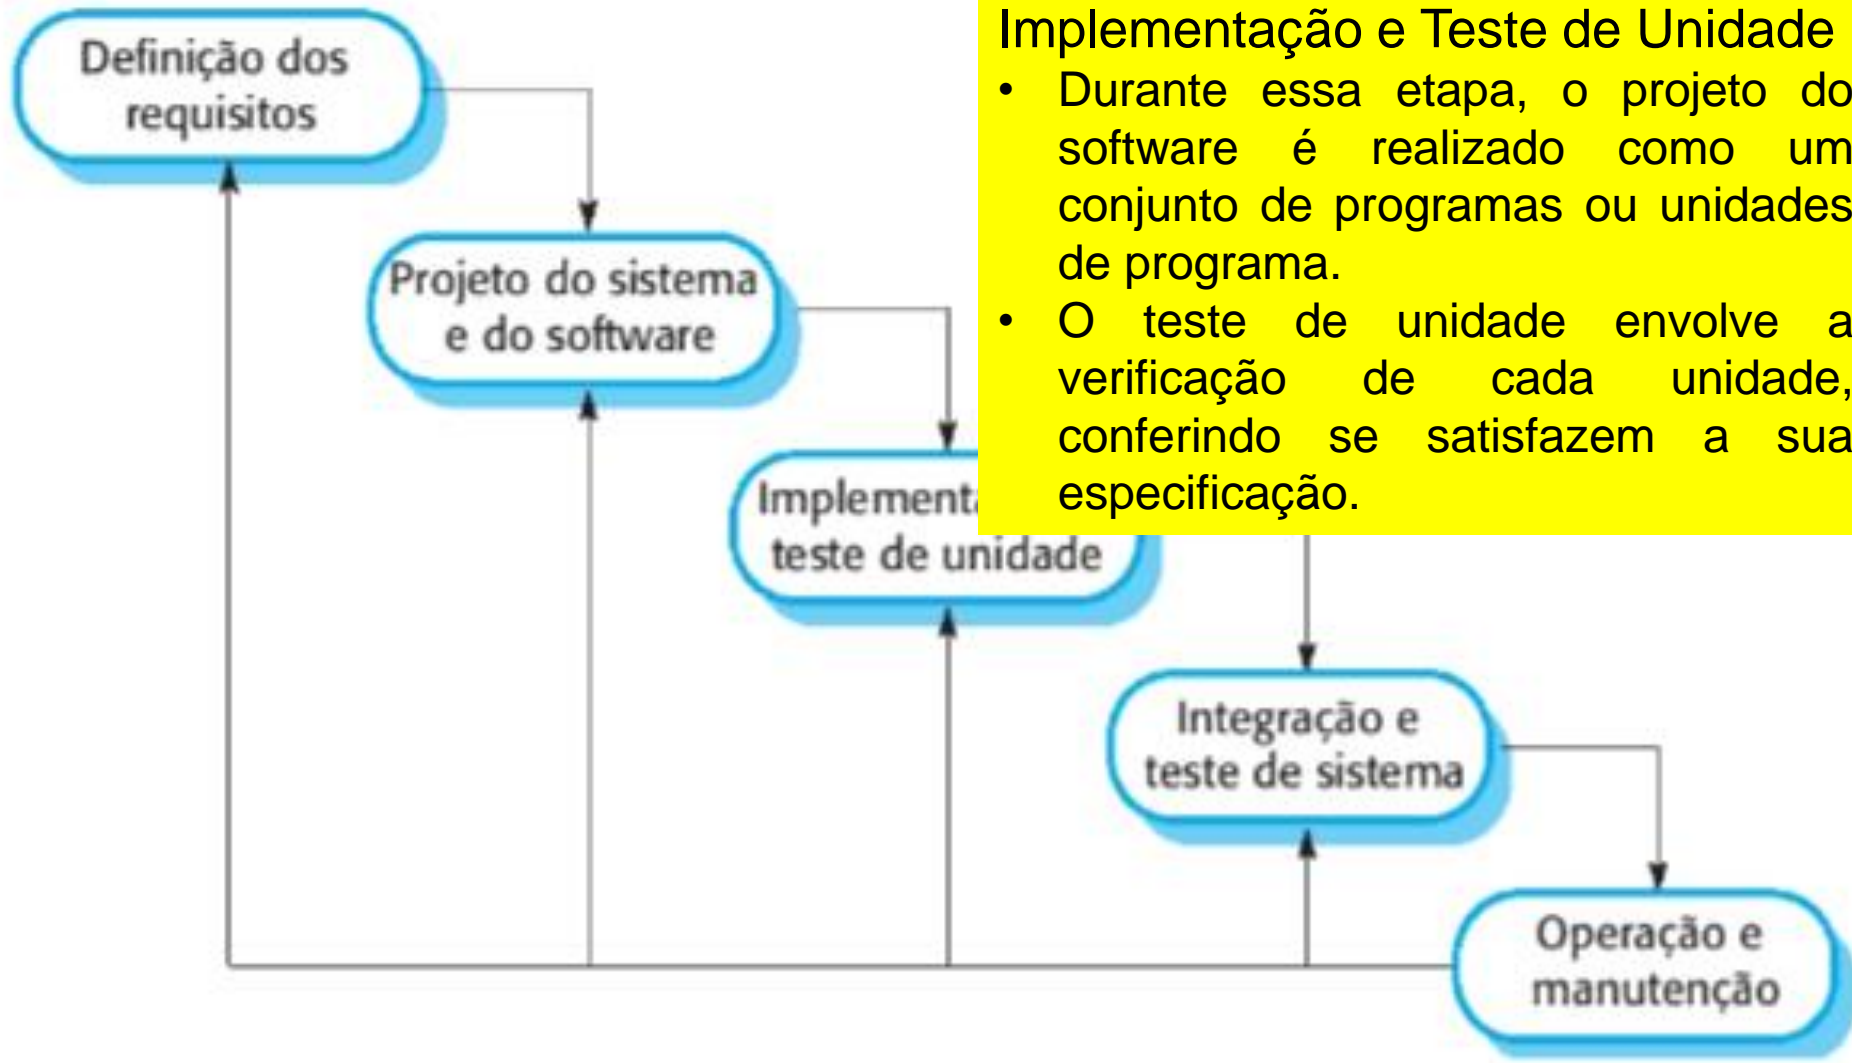 Definição dos
requisitos
Projeto do sistema
e do software
Implementação e Teste de Unidade
• Durante essa etapa, o projeto do
software é realizado como um
conjunto de programas ou unidades
de programa.
• O teste de unidade envolve a
verificação de cada unidade,
conferindo se satisfazem a sua
especificação.
teste de unidade
Integração e
teste de sistema
Operação e
manutenção